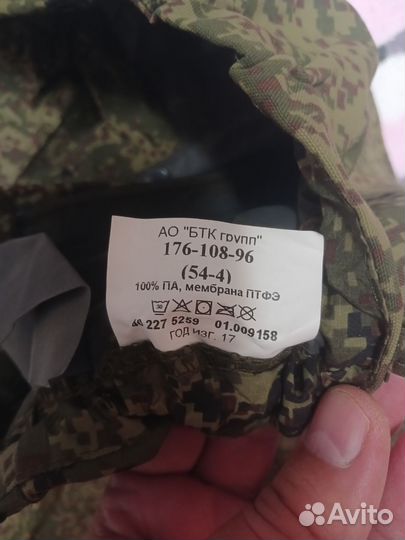 АО "БТК групп"
176-108-96
(54-4)
100% ПА, мембрана ПТФЭ
30
227 5259 01.009158
ГОД изг. 17
Avito